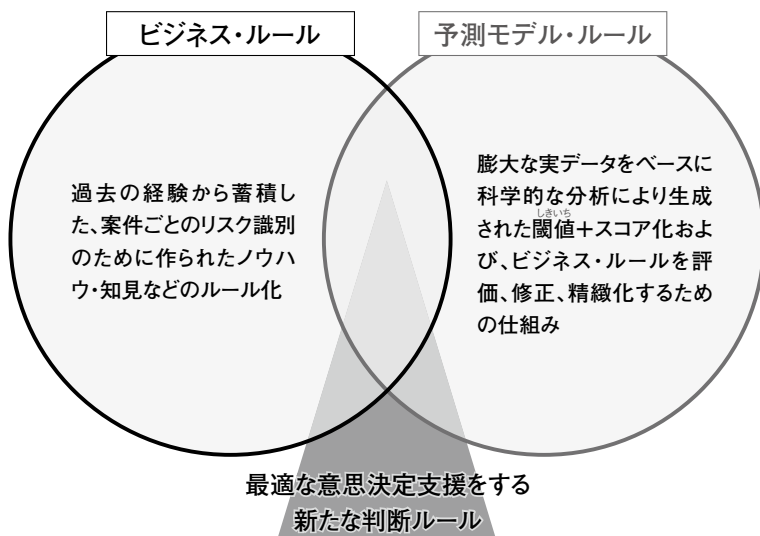 ビジネス・ルール
予測モデル・ルール
過去の経験から蓄積し
た、案件ごとのリスク識別
のために作られたノウハ
ウ・知見などのルール化
膨大な実データをベースに
科学的な分析により生成
しきいち
された閾値+スコア化およ
び、ビジネス・ルールを評
価、修正、精緻化するため
の仕組み
最適な意思決定支援をする
新たな判断ルール